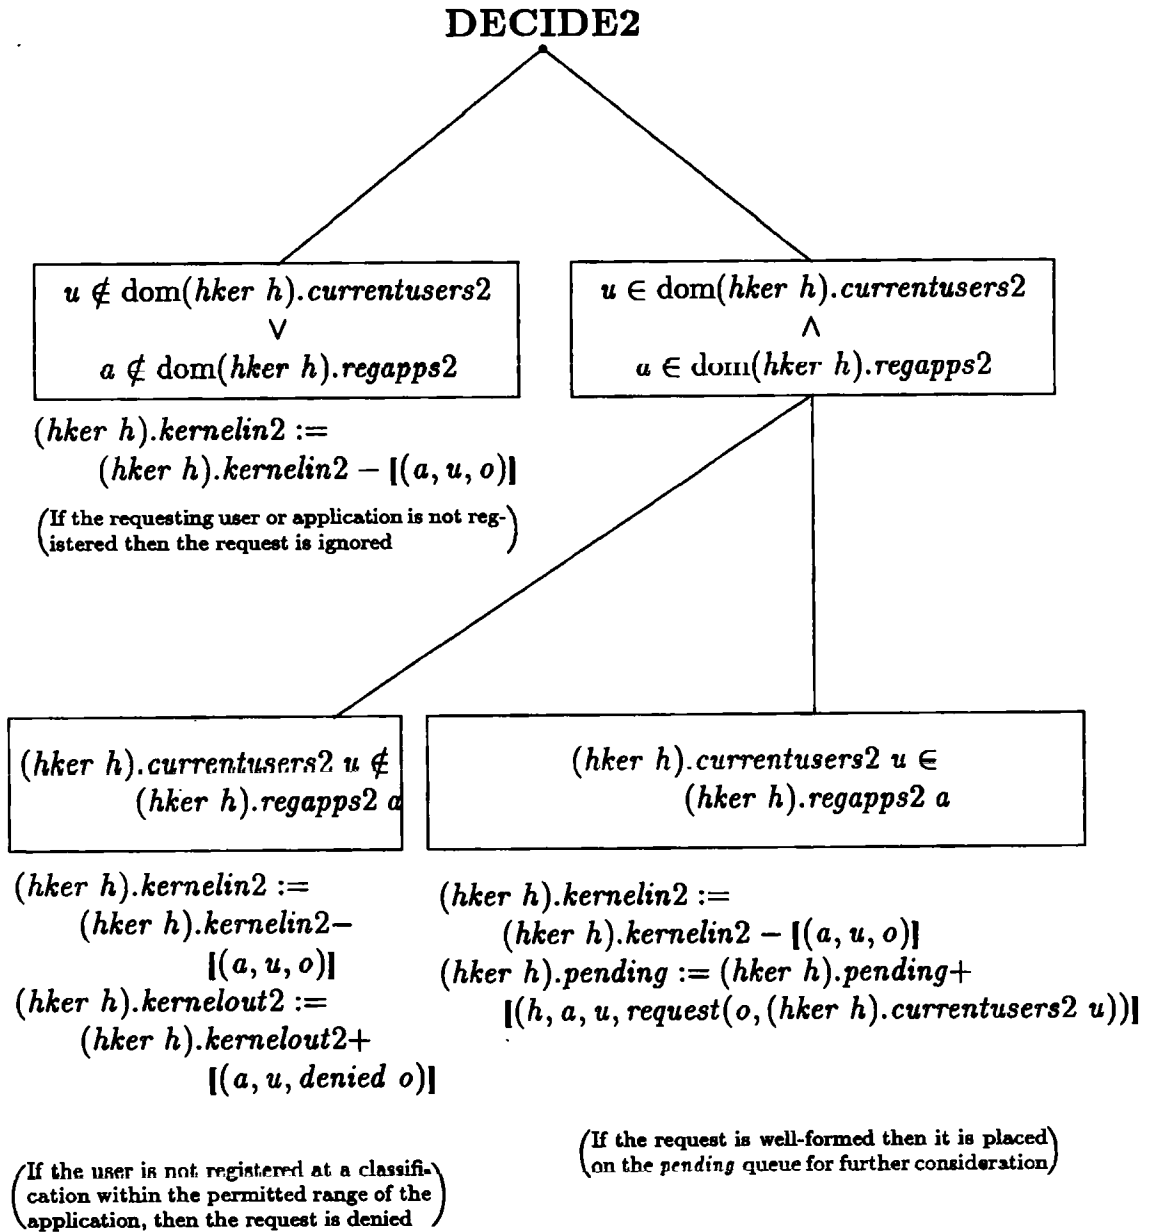 DECIDE2
u ∉ dom(hker h).currentusers2
∨
a ∉ dom(hker h).regapps2
u ∈ dom(hker h).currentusers2
∧
a ∈ dom(hker h).regapps2
(hker h).kernelin2 :=
(hker h).kernelin2 − ⟦(a, u, o)⟧
(If the requesting user or application is not reg-
istered then the request is ignored)
(hker h).currentusers2 u ∉
(hker h).regapps2 a
(hker h).currentusers2 u ∈
(hker h).regapps2 a
(hker h).kernelin2 :=
(hker h).kernelin2−
⟦(a, u, o)⟧
(hker h).kernelout2 :=
(hker h).kernelout2+
⟦(a, u, denied o)⟧
(If the user is not registered at a classifi-
cation within the permitted range of the
application, then the request is denied)
(hker h).kernelin2 :=
(hker h).kernelin2 − ⟦(a, u, o)⟧
(hker h).pending := (hker h).pending+
⟦(h, a, u, request(o, (hker h).currentusers2 u))⟧
(If the request is well-formed then it is placed
on the pending queue for further consideration)